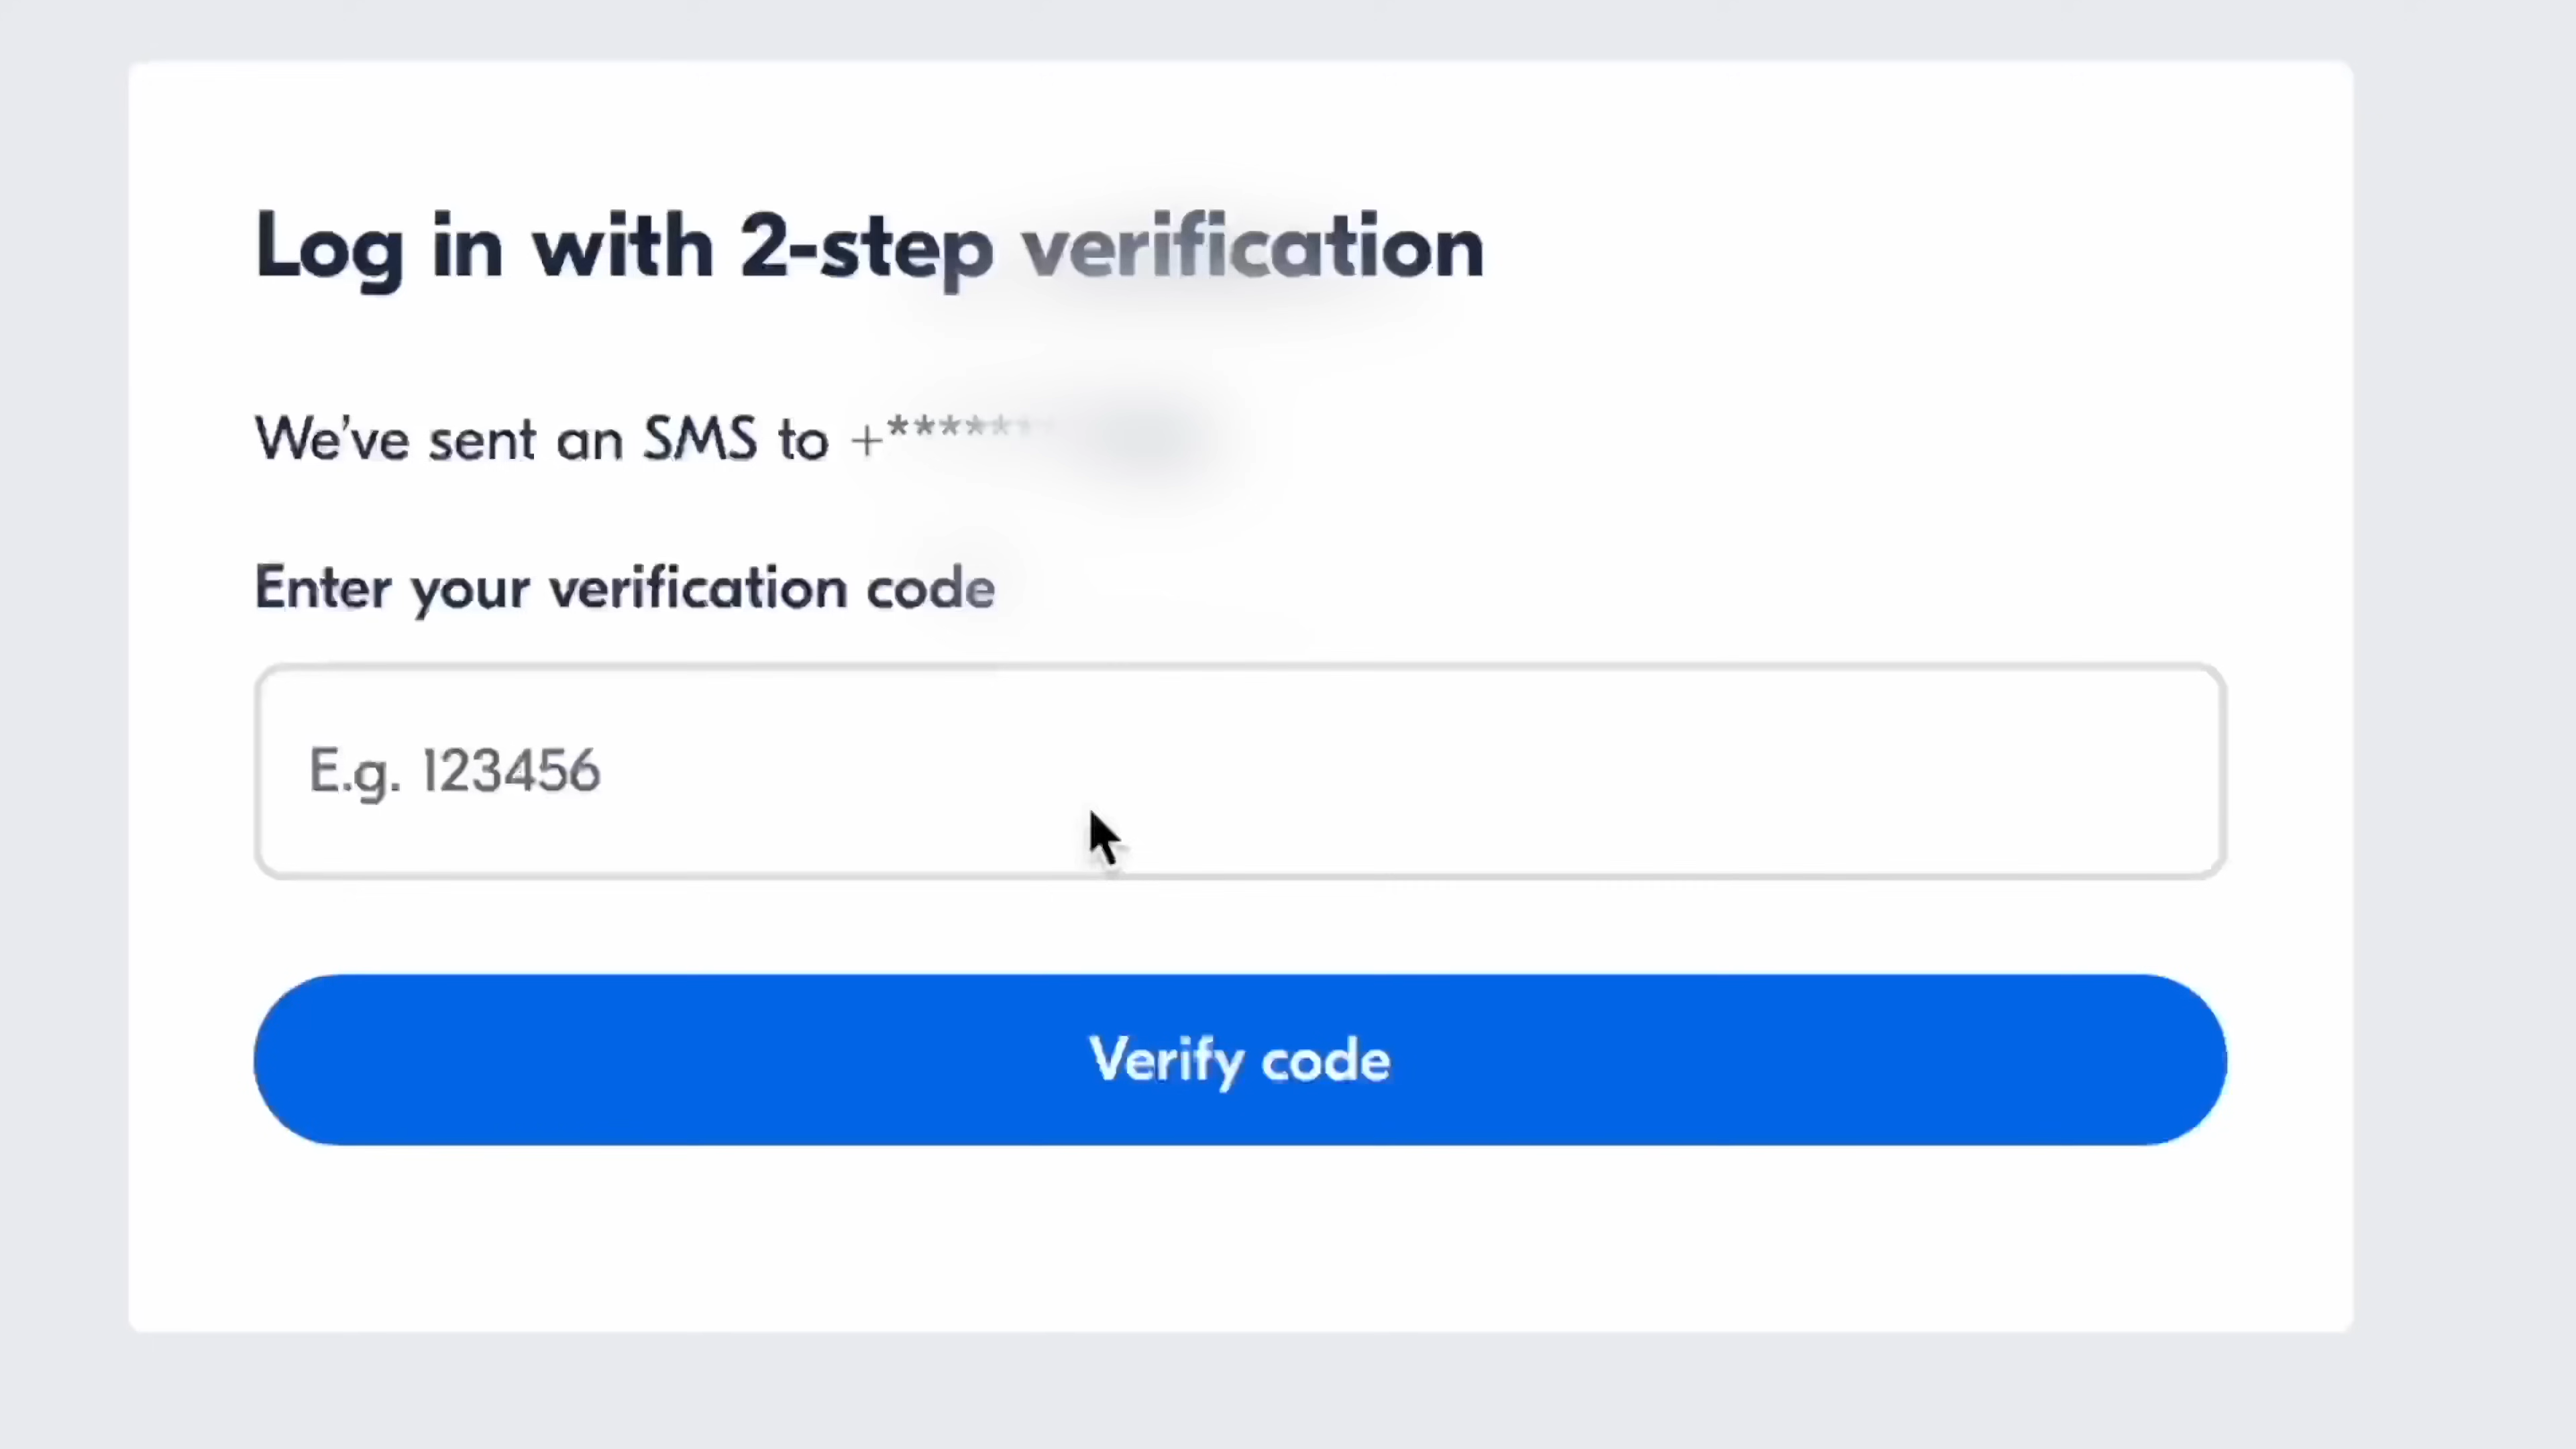 Log in with 2-step verification
We've sent an SMS to +******
Enter your verification code
E.g. 123456
Verify code